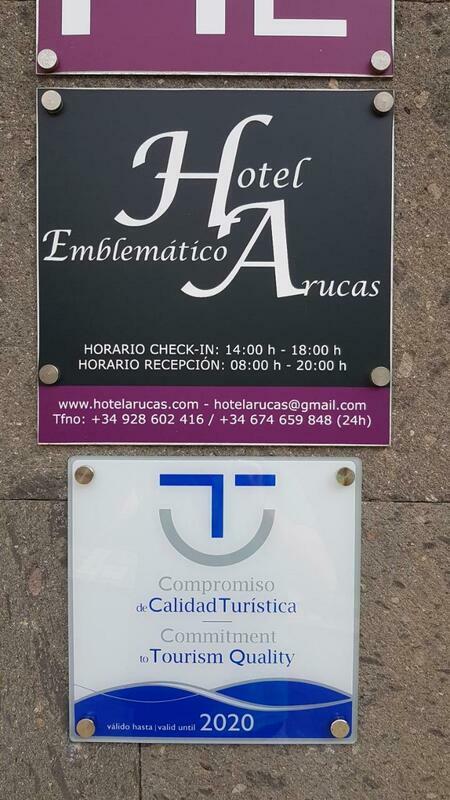 Hotel
Emblemático
Arucas
HORARIO CHECK-IN: 14:00 h - 18:00 h
HORARIO RECEPCIÓN: 08:00 h - 20:00 h
www.hotelarucas.com - hotelarucas@gmail.com
Tfno: +34 928 602 416 / +34 674 659 848 (24h)
Compromiso
de Calidad Turística
Commitment
to Tourism Quality
válido hasta | valid until 2020